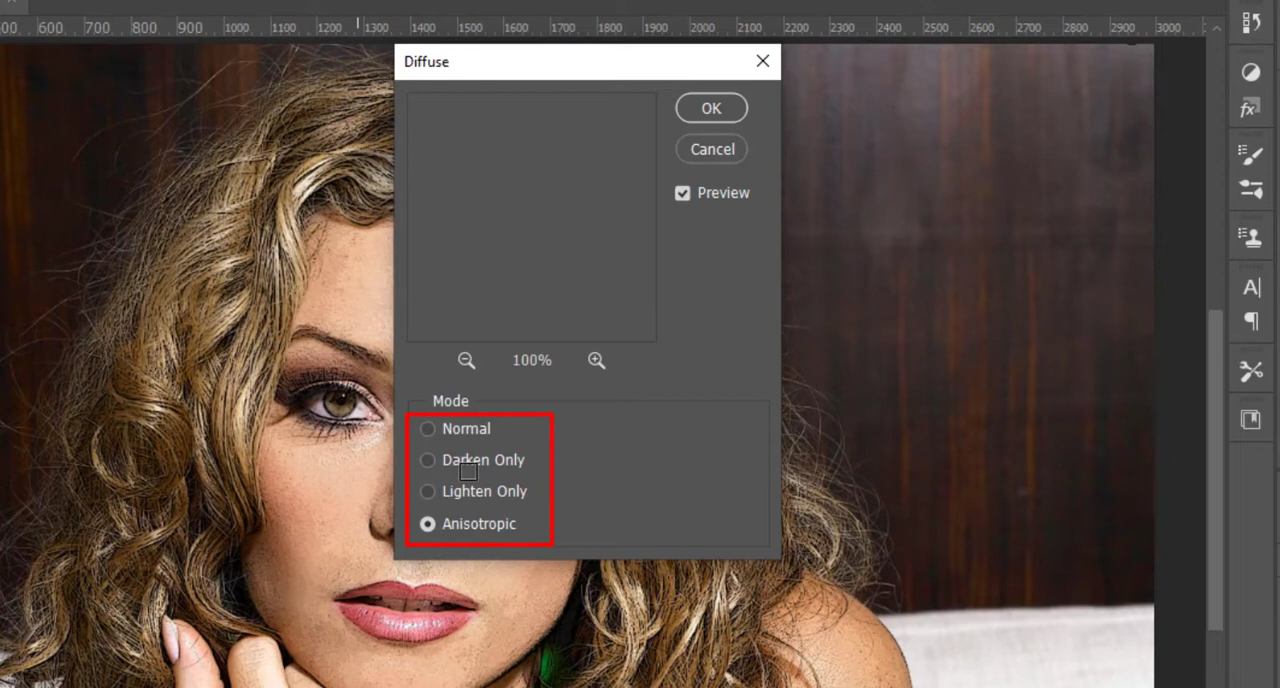 600 700 800 900 1000 1100 1200 1300 1400 1500 1600 1700 1800 1900 2000 2100 2200 2300 2400 2500 2600 2700 2800 2900 3000
Diffuse
OK
Cancel
Preview
100%
Mode
Normal
Darken Only
Lighten Only
Anisotropic
fx
A